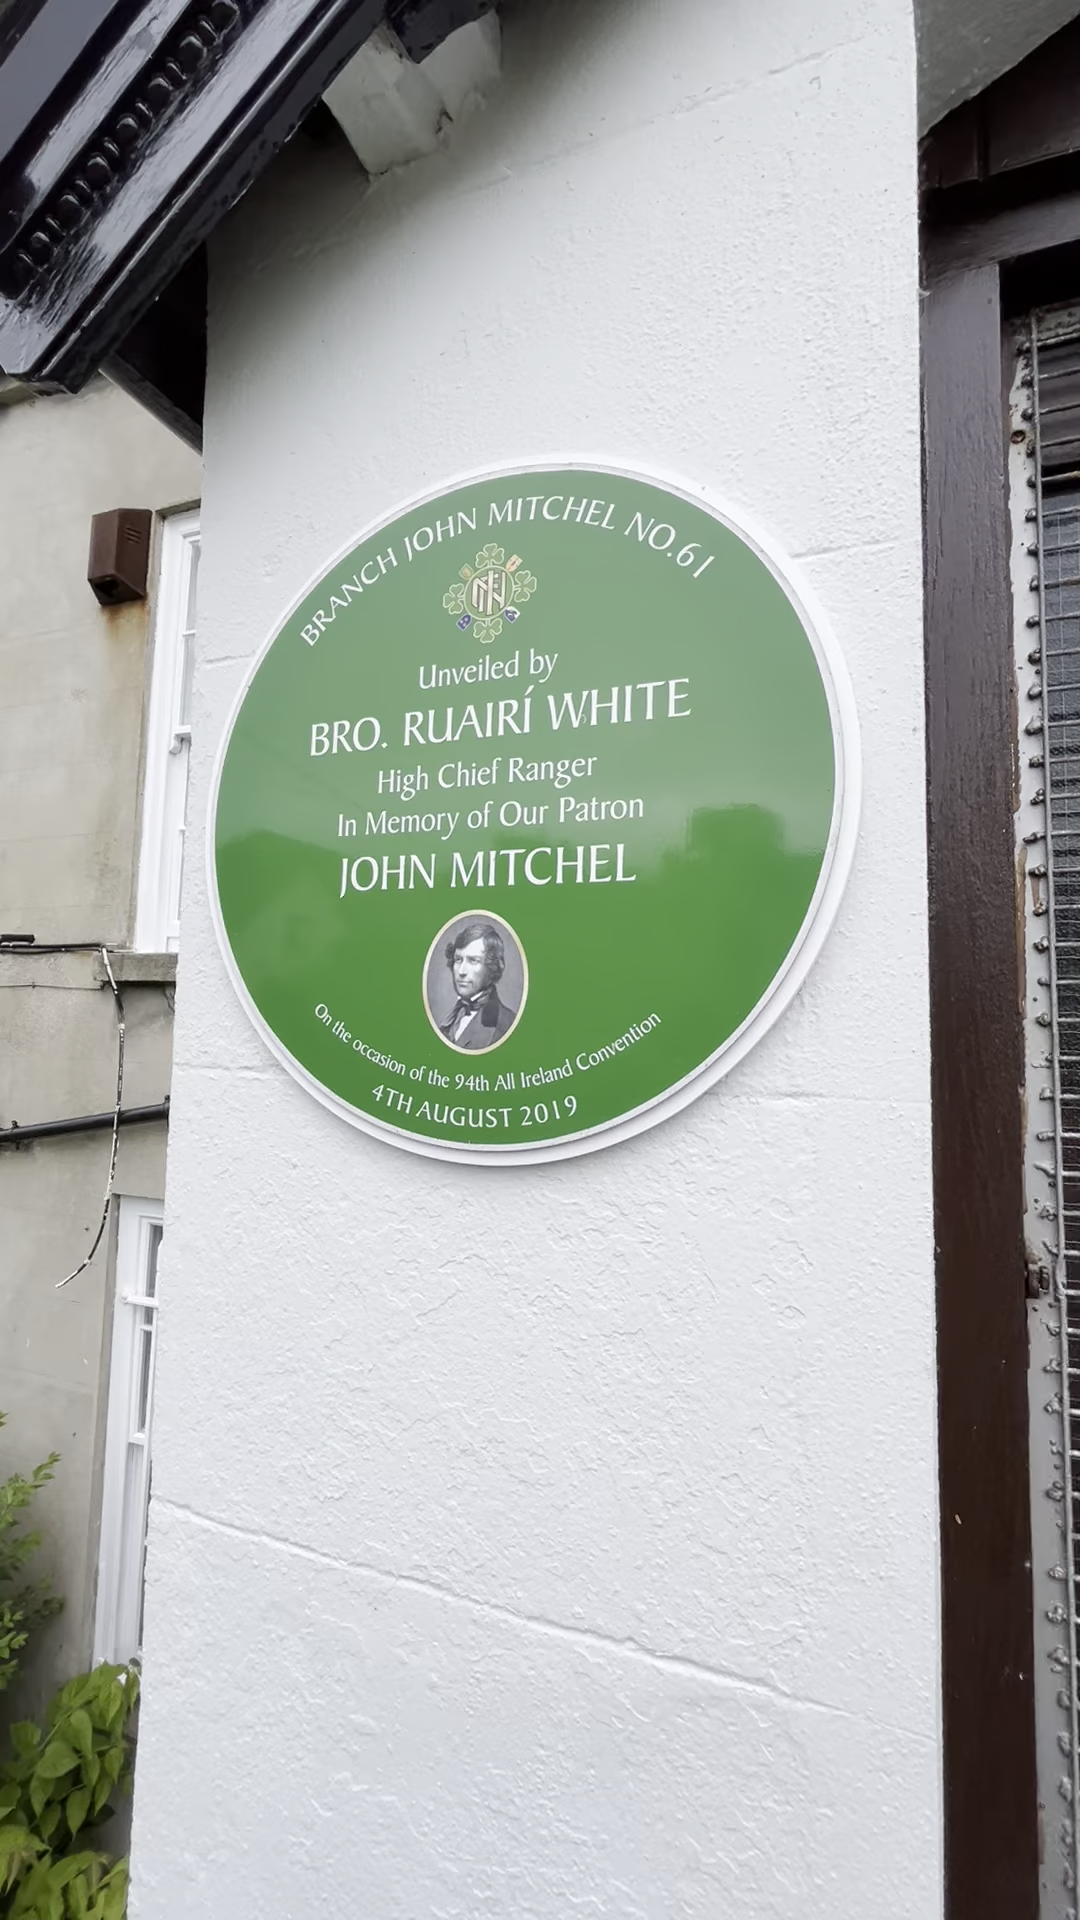 BRANCH JOHN MITCHEL NO.61
Unveiled by
BRO. RUAIRÍ WHITE
High Chief Ranger
In Memory of Our Patron
JOHN MITCHEL
On the occasion of the 94th All Ireland Convention
4TH AUGUST 2019